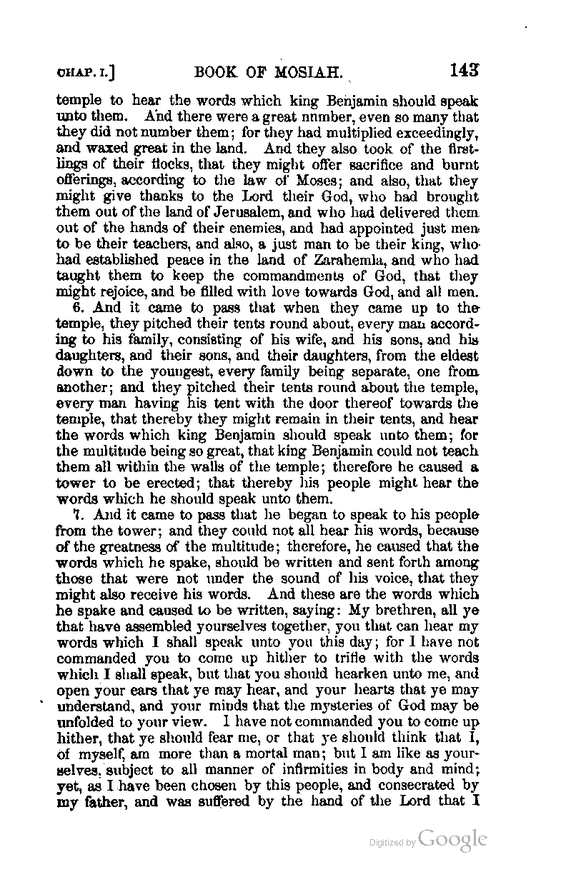 CHAP. I.] BOOK OF MOSIAH. 143
temple to hear the words which king Benjamin should speak
unto them. And there were a great nnmber, even so many that
they did not number them; for they had multiplied exceedingly,
and waxed great in the land. And they also took of the first-
lings of their flocks, that they might offer sacrifice and burnt
offerings, according to the law of Moses; and also, that they
might give thanks to the Lord their God, who had brought
them out of the land of Jerusalem, and who had delivered them
out of the hands of their enemies, and had appointed just men
to be their teachers, and also, a just man to be their king, who
had established peace in the land of Zarahemla, and who had
taught them to keep the commandments of God, that they
might rejoice, and be filled with love towards God, and all men.
6. And it came to pass that when they came up to the
temple, they pitched their tents round about, every man accord-
ing to his family, consisting of his wife, and his sons, and his
daughters, and their sons, and their daughters, from the eldest
down to the youngest, every family being separate, one from
another; and they pitched their tents round about the temple,
every man having his tent with the door thereof towards the
temple, that thereby they might remain in their tents, and hear
the words which king Benjamin should speak unto them; for
the multitude being so great, that king Benjamin could not teach
them all within the walls of the temple; therefore he caused a
tower to be erected; that thereby his people might hear the
words which he should speak unto them.
7. And it came to pass that he began to speak to his people
from the tower; and they could not all hear his words, because
of the greatness of the multitude; therefore, he caused that the
words which he spake, should be written and sent forth among
those that were not under the sound of his voice, that they
might also receive his words. And these are the words which
he spake and caused to be written, saying: My brethren, all ye
that have assembled yourselves together, you that can hear my
words which I shall speak unto you this day; for I have not
commanded you to come up hither to trifle with the words
which I shall speak, but that you should hearken unto me, and
open your ears that ye may hear, and your hearts that ye may
understand, and your minds that the mysteries of God may be
unfolded to your view. I have not commanded you to come up
hither, that ye should fear me, or that ye should think that I,
of myself, am more than a mortal man; but I am like as your-
selves, subject to all manner of infirmities in body and mind;
yet, as I have been chosen by this people, and consecrated by
my father, and was suffered by the hand of the Lord that I
Digitized by Google